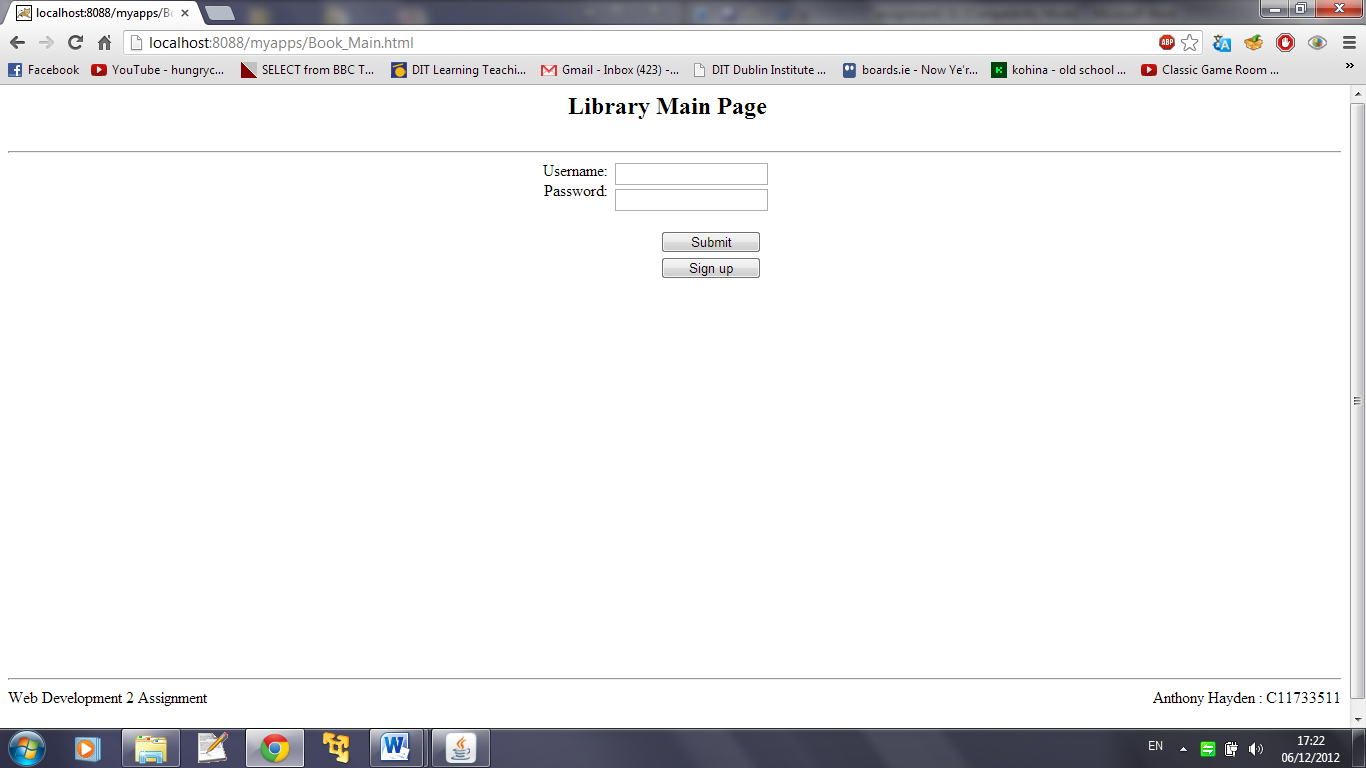 localhost:8088/myapps/Bo
localhost:8088/myapps/Book_Main.html
ABP
Facebook YouTube - hungryc... SELECT from BBC T... DIT Learning Teachi... Gmail - Inbox (423) -... DIT Dublin Institute ... boards.ie - Now Ye'r... kohina - old school ... Classic Game Room ... »
Library Main Page
Username:
Password:
Submit
Sign up
Web Development 2 Assignment Anthony Hayden : C11733511
EN 17:22
06/12/2012